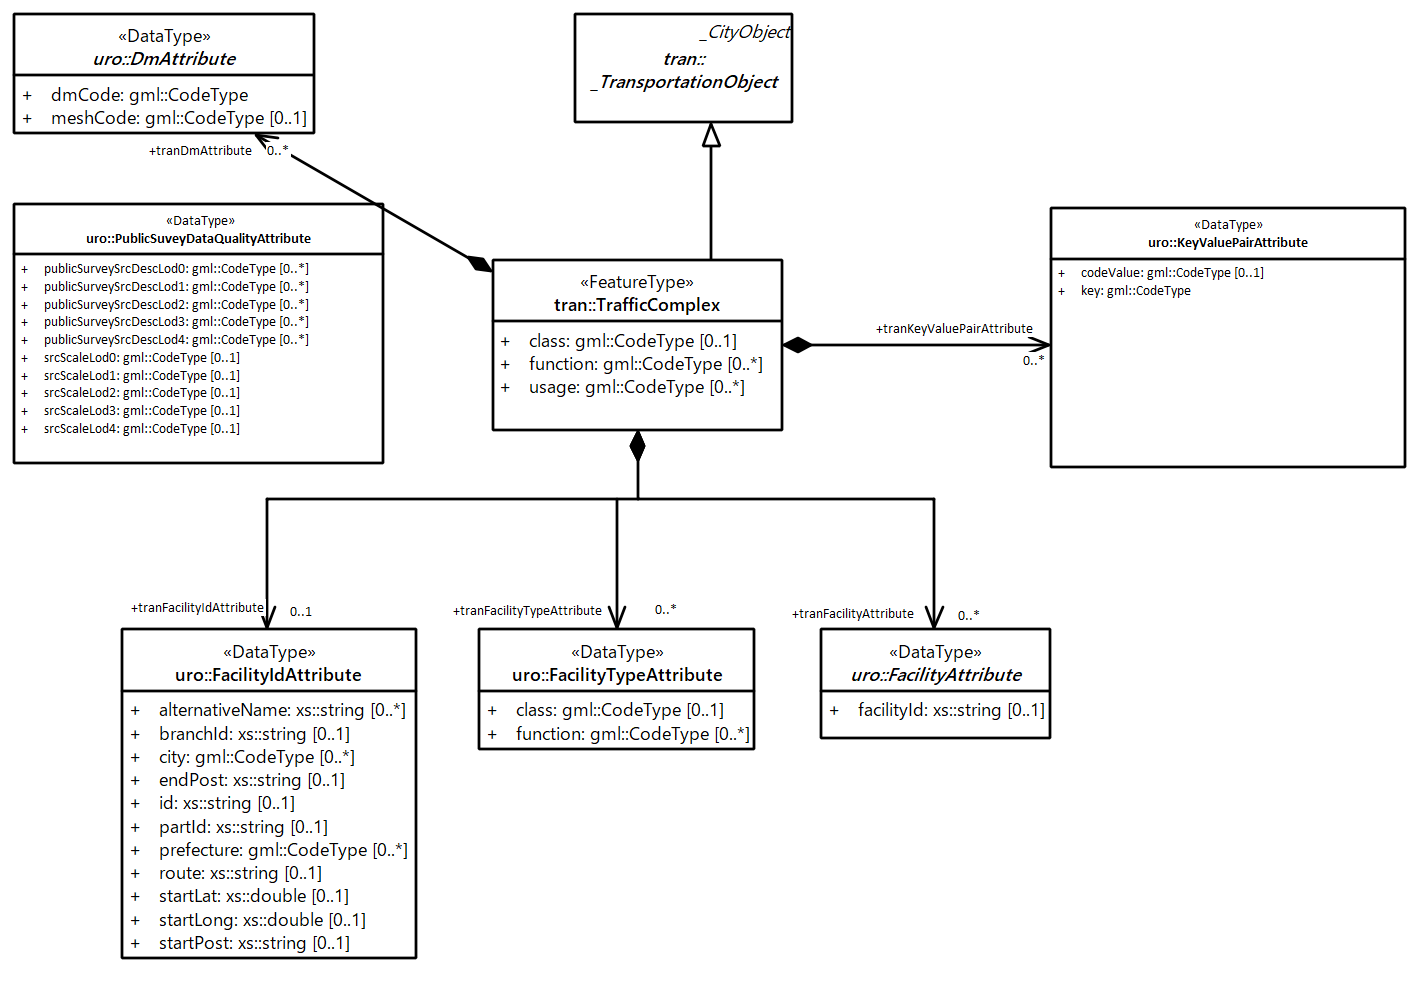 «DataType»
uro::DmAttribute
+ dmCode: gml::CodeType
+ meshCode: gml::CodeType [0..1]
_CityObject
tran::
_TransportationObject
+tranDmAttribute 0..*
«DataType»
uro::PublicSuveyDataQualityAttribute
+ publicSurveySrcDescLod0: gml::CodeType [0..*]
+ publicSurveySrcDescLod1: gml::CodeType [0..*]
+ publicSurveySrcDescLod2: gml::CodeType [0..*]
+ publicSurveySrcDescLod3: gml::CodeType [0..*]
+ publicSurveySrcDescLod4: gml::CodeType [0..*]
+ srcScaleLod0: gml::CodeType [0..1]
+ srcScaleLod1: gml::CodeType [0..1]
+ srcScaleLod2: gml::CodeType [0..1]
+ srcScaleLod3: gml::CodeType [0..1]
+ srcScaleLod4: gml::CodeType [0..1]
«FeatureType»
tran::TrafficComplex
+ class: gml::CodeType [0..1]
+ function: gml::CodeType [0..*]
+ usage: gml::CodeType [0..*]
+tranKeyValuePairAttribute
0..*
«DataType»
uro::KeyValuePairAttribute
+ codeValue: gml::CodeType [0..1]
+ key: gml::CodeType
+tranFacilityIdAttribute 0..1
«DataType»
uro::FacilityIdAttribute
+ alternativeName: xs::string [0..*]
+ branchId: xs::string [0..1]
+ city: gml::CodeType [0..*]
+ endPost: xs::string [0..1]
+ id: xs::string [0..1]
+ partId: xs::string [0..1]
+ prefecture: gml::CodeType [0..*]
+ route: xs::string [0..1]
+ startLat: xs::double [0..1]
+ startLong: xs::double [0..1]
+ startPost: xs::string [0..1]
+tranFacilityTypeAttribute 0..*
«DataType»
uro::FacilityTypeAttribute
+ class: gml::CodeType [0..1]
+ function: gml::CodeType [0..*]
+tranFacilityAttribute 0..*
«DataType»
uro::FacilityAttribute
+ facilityId: xs::string [0..1]